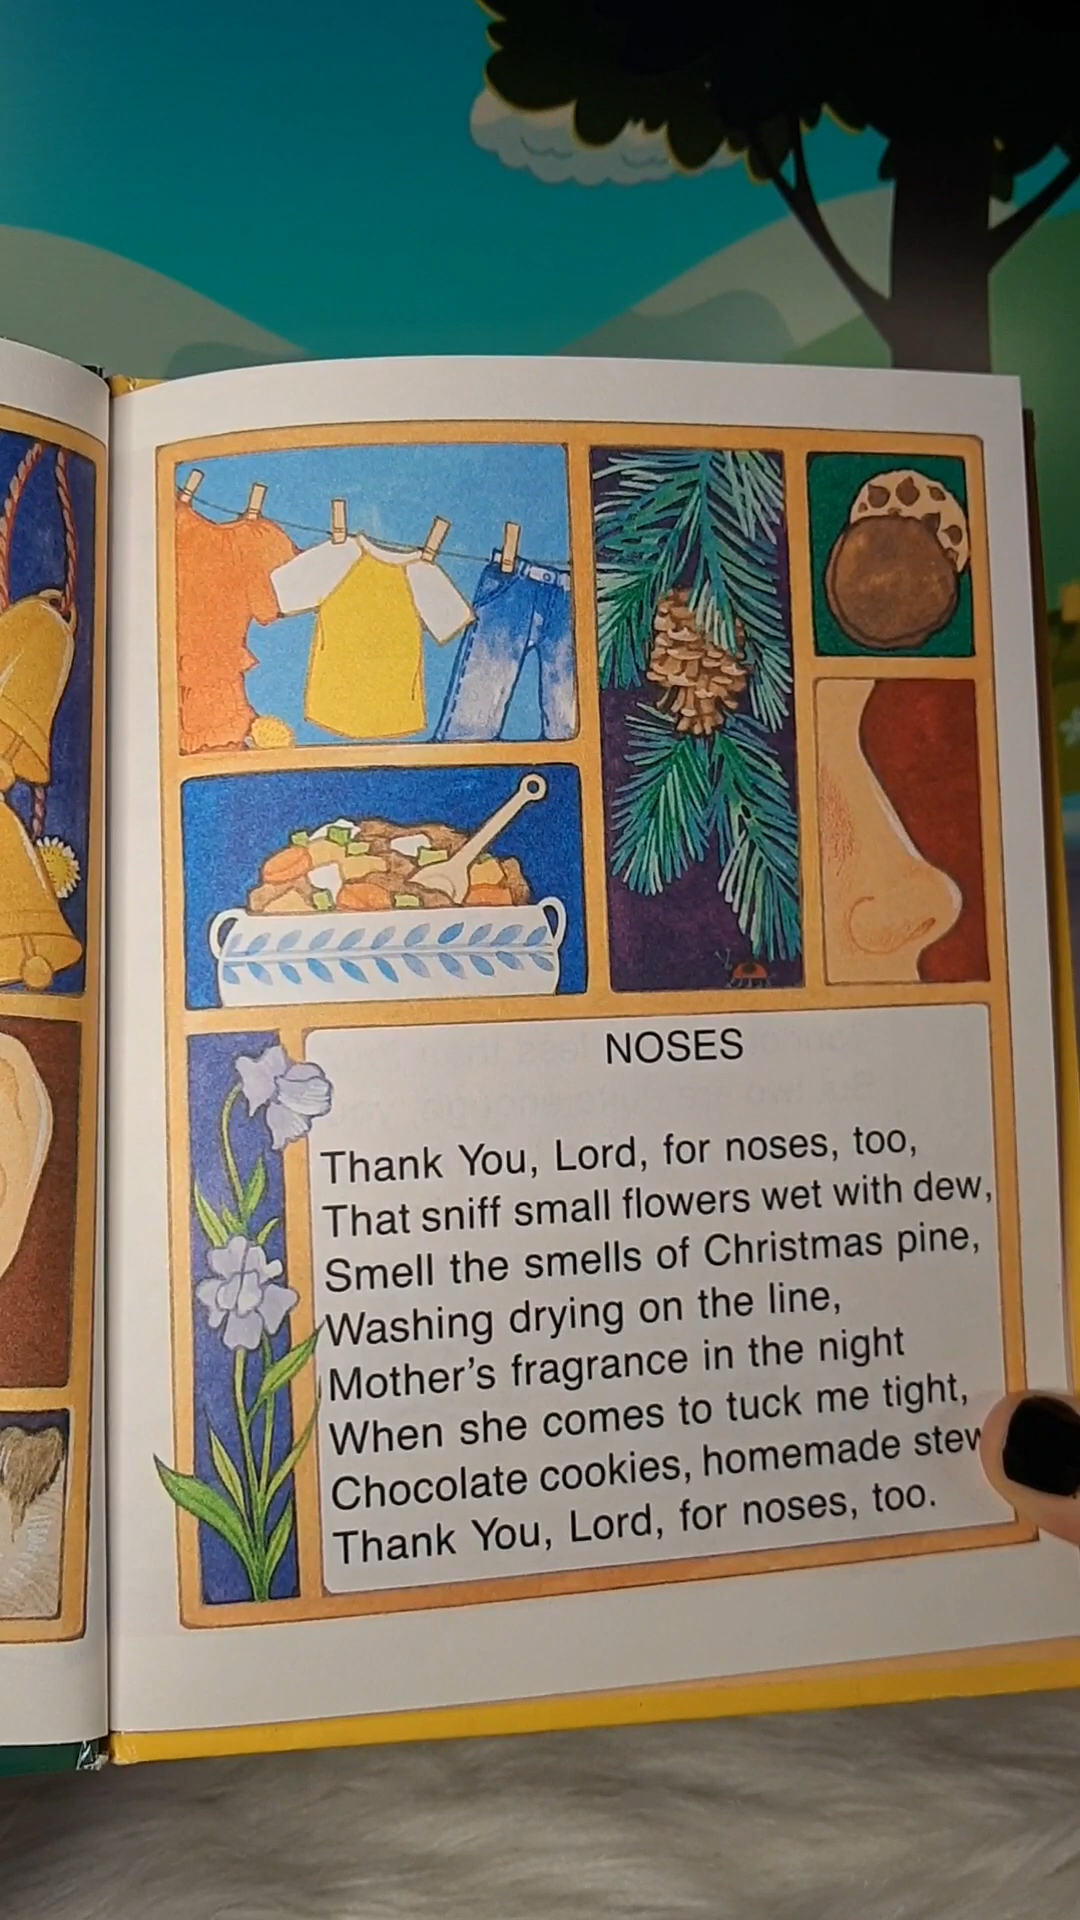 NOSES
Thank You, Lord, for noses, too,
That sniff small flowers wet with dew,
Smell the smells of Christmas pine,
Washing drying on the line,
Mother's fragrance in the night
When she comes to tuck me tight,
Chocolate cookies, homemade stew
Thank You, Lord, for noses, too.